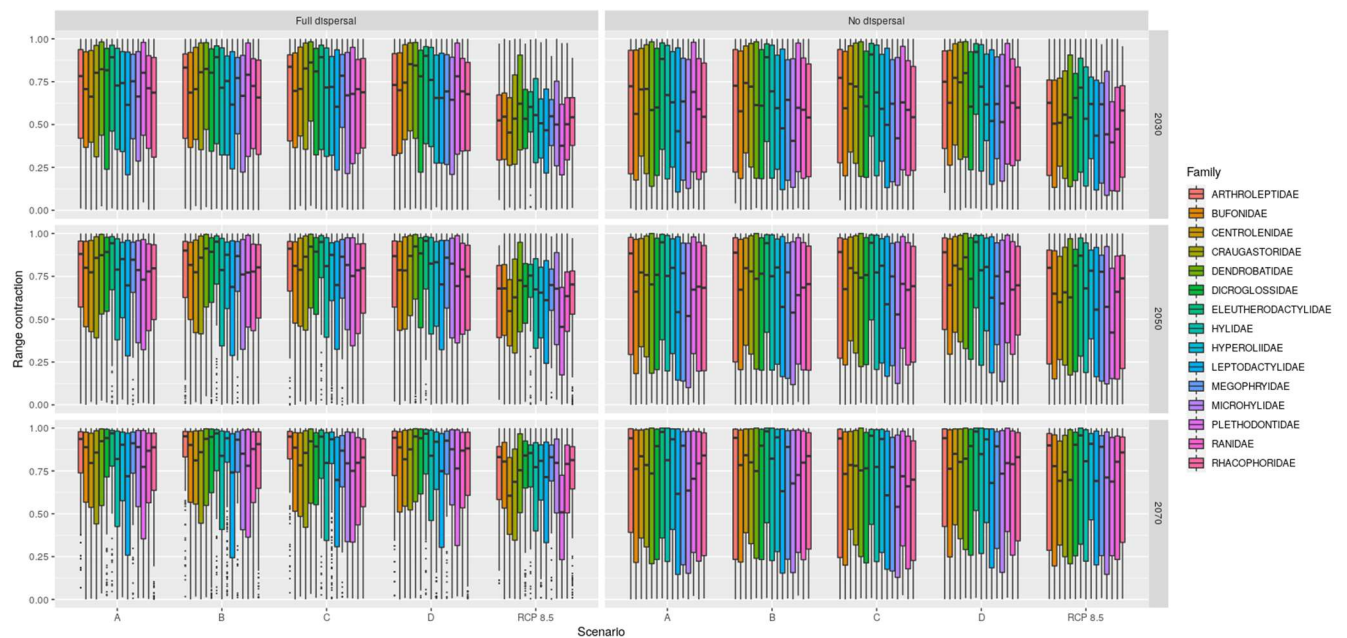 Full dispersal
No dispersal
1.00
0.75
0.50
0.25
0.00
2030
1.00
0.75
0.50
0.25
0.00
2050
1.00
0.75
0.50
0.25
0.00
2070
Range contraction
A B C D RCP 8.5
A B C D RCP 8.5
Scenario
Family
ARTHROLEPTIDAE
BUFONIDAE
CENTROLENIDAE
CRAUGASTORIDAE
DENDROBATIDAE
DICROGLOSSIDAE
ELEUTHERODACTYLIDAE
HYLIDAE
HYPEROLIIDAE
LEPTODACTYLIDAE
MEGOPHRYIDAE
MICROHYLIDAE
PLETHODONTIDAE
RANIDAE
RHACOPHORIDAE